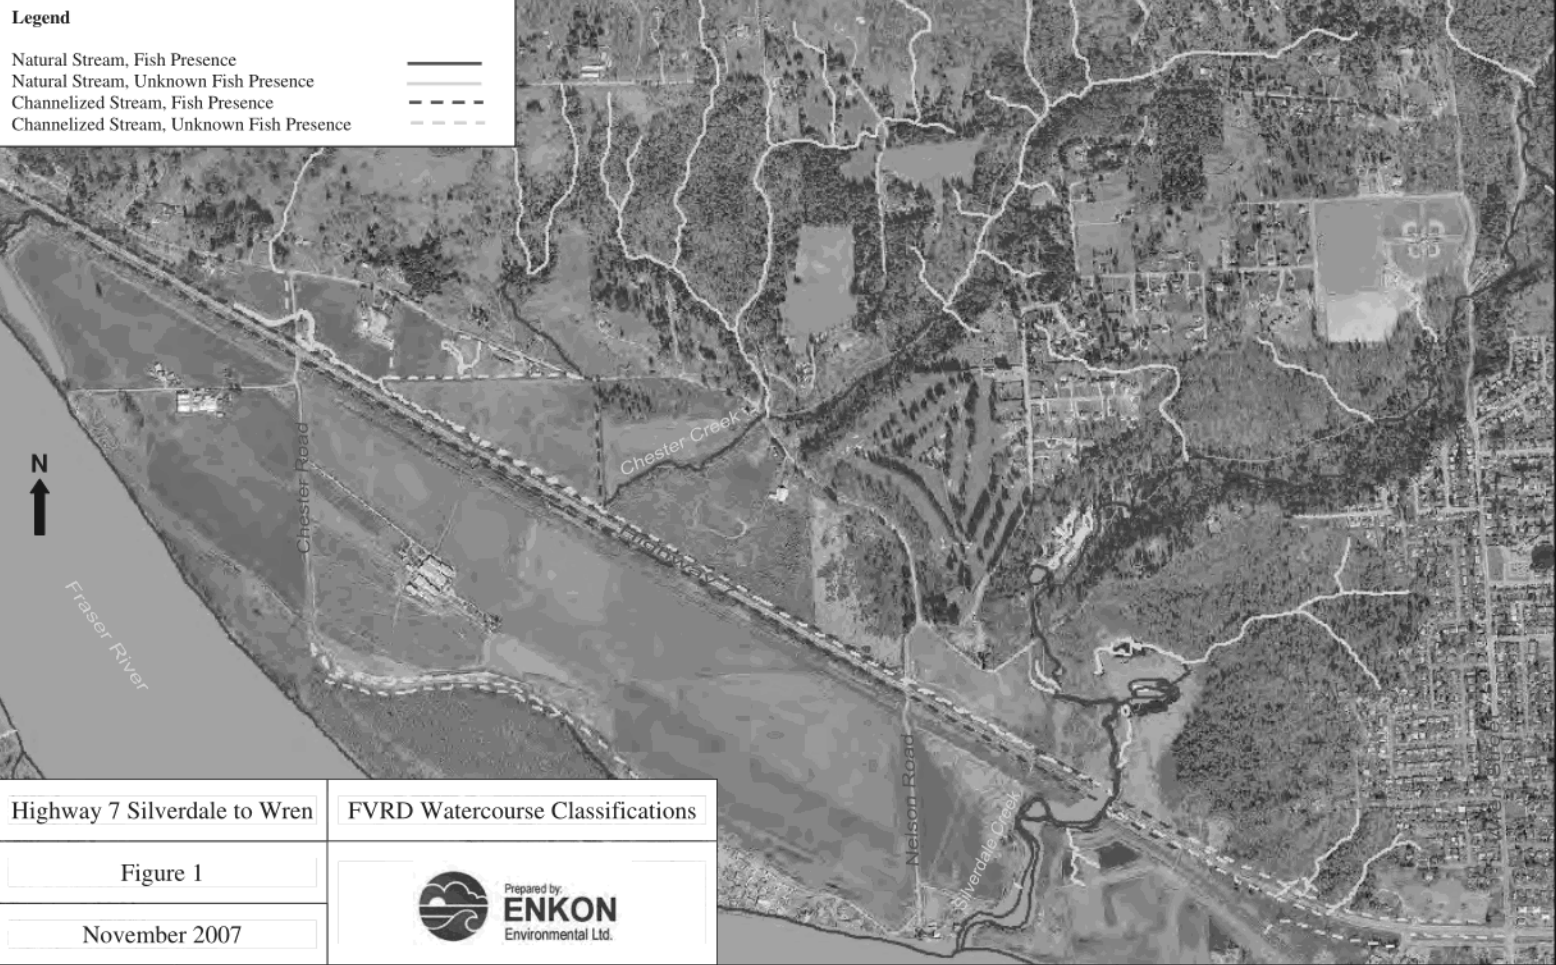 Legend
Natural Stream, Fish Presence
Natural Stream, Unknown Fish Presence
Channelized Stream, Fish Presence
Channelized Stream, Unknown Fish Presence
Chester Creek
N
Chester Road
Fraser River
Nelson Road
Silverdale Creek
Highway 7 Silverdale to Wren
FVRD Watercourse Classifications
Figure 1
November 2007
Prepared by:
ENKON
Environmental Ltd.